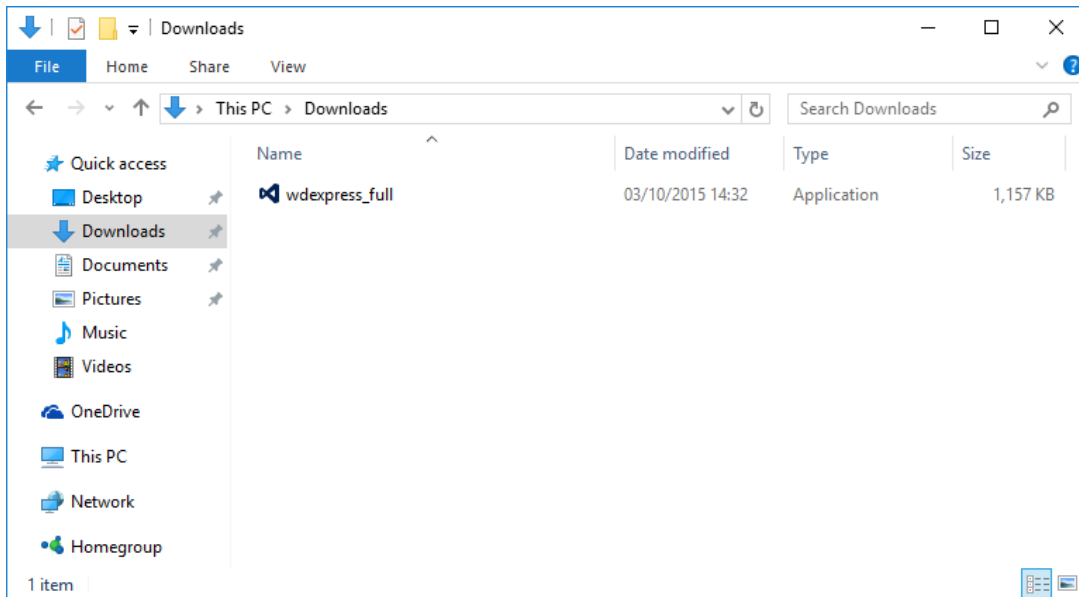 Downloads
File Home Share View
This PC Downloads Search Downloads
Name Date modified Type Size
wdexpress_full 03/10/2015 14:32 Application 1,157 KB
Quick access
Desktop
Downloads
Documents
Pictures
Music
Videos
OneDrive
This PC
Network
Homegroup
1 item